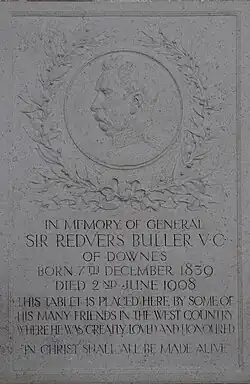 IN MEMORY OF GENERAL
SIR REDVERS BULLER V·C
OF DOWNES
BORN 7TH DECEMBER 1839
DIED 2ND JUNE 1908
THIS TABLET IS PLACED HERE BY SOME OF
HIS MANY FRIENDS IN THE WEST COUNTRY
WHERE HE WAS GREATLY LOVED AND HONOURED
IN CHRIST SHALL ALL BE MADE ALIVE